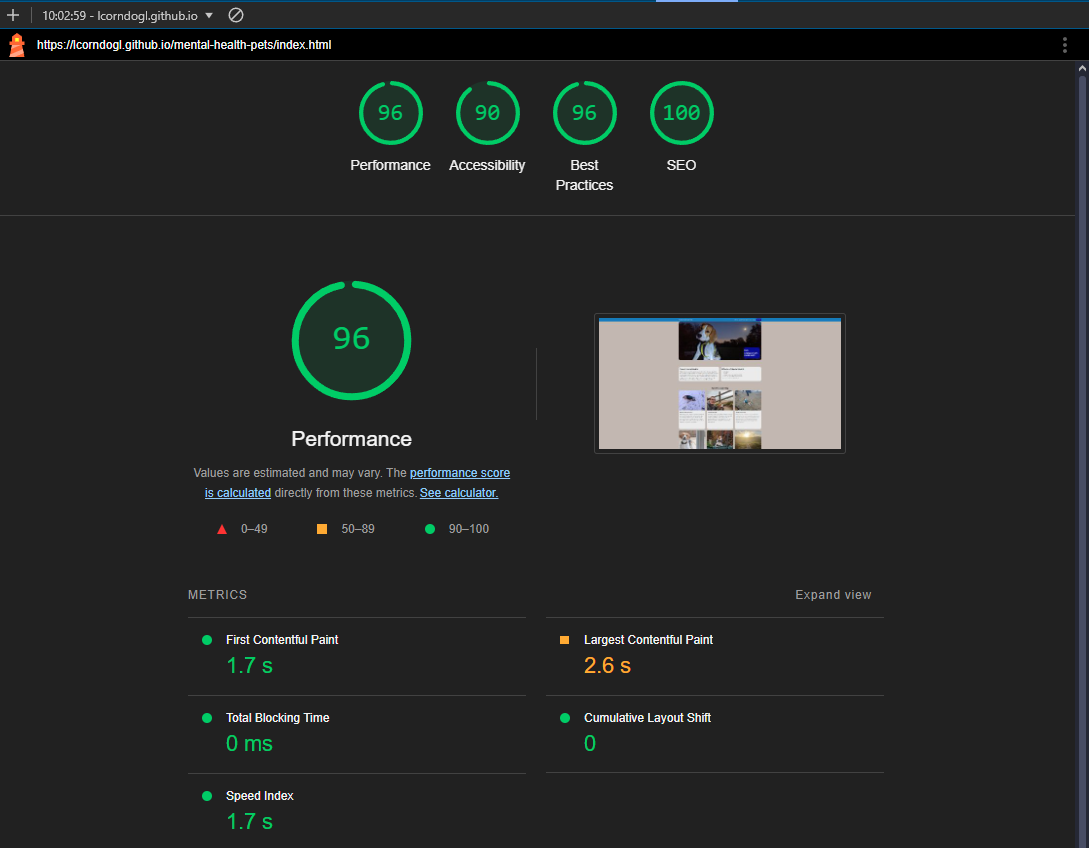 10:02:59 - lcorndogl.github.io
https://lcorndogl.github.io/mental-health-pets/index.html
96
90
96
100
Performance
Accessibility
Best
Practices
SEO
96
Performance
Values are estimated and may vary. The performance score
is calculated directly from these metrics. See calculator.
0–49
50–89
90–100
METRICS
Expand view
First Contentful Paint
1.7 s
Largest Contentful Paint
2.6 s
Total Blocking Time
0 ms
Cumulative Layout Shift
0
Speed Index
1.7 s